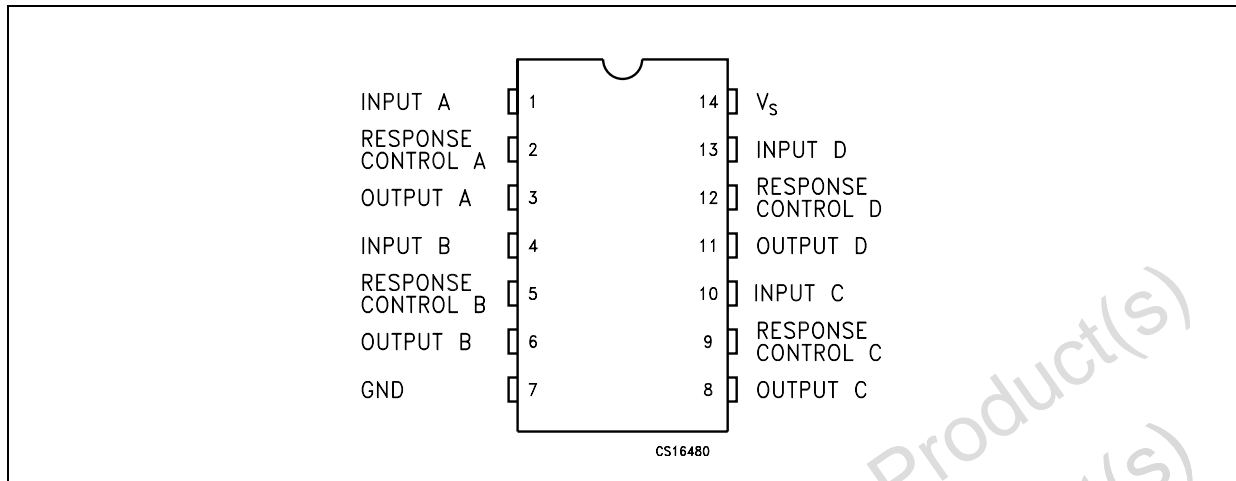 INPUT A
1
RESPONSE
CONTROL A
2
OUTPUT A
3
INPUT B
4
RESPONSE
CONTROL B
5
OUTPUT B
6
GND
7
14
VS
13
INPUT D
12
RESPONSE
CONTROL D
11
OUTPUT D
10
INPUT C
9
RESPONSE
CONTROL C
8
OUTPUT C
CS16480
Product(s)